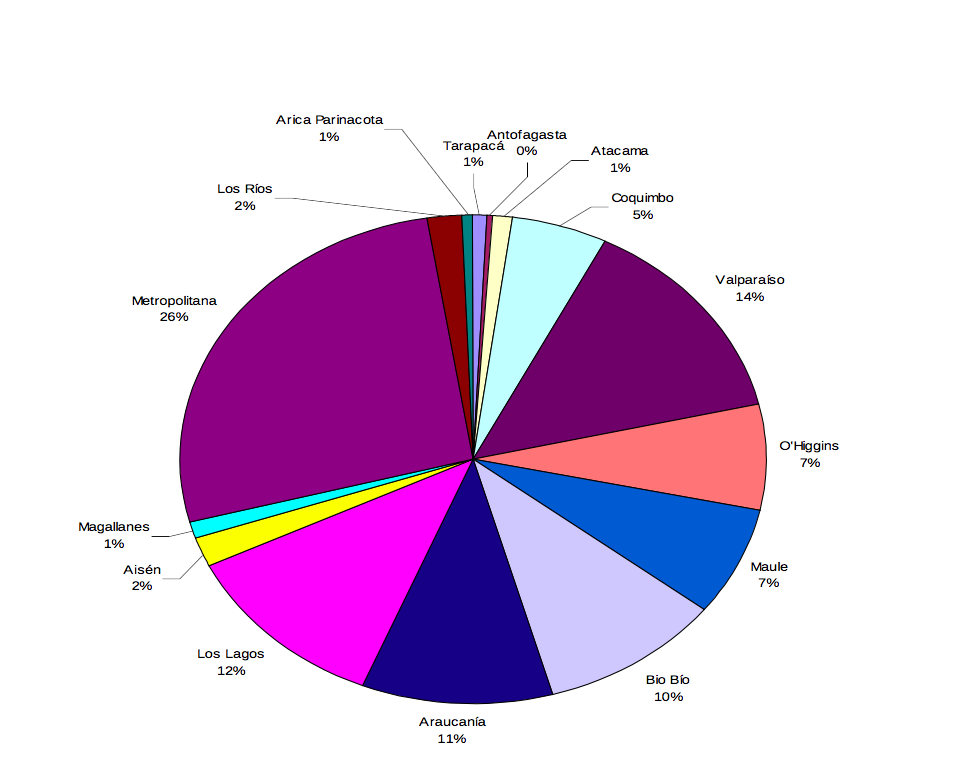 Arica Parinacota
1%
Tarapacá
1%
Antofagasta
0%
Atacama
1%
Coquimbo
5%
Valparaíso
14%
O'Higgins
7%
Maule
7%
Bio Bío
10%
Araucanía
11%
Los Lagos
12%
Aisén
2%
Magallanes
1%
Metropolitana
26%
Los Ríos
2%